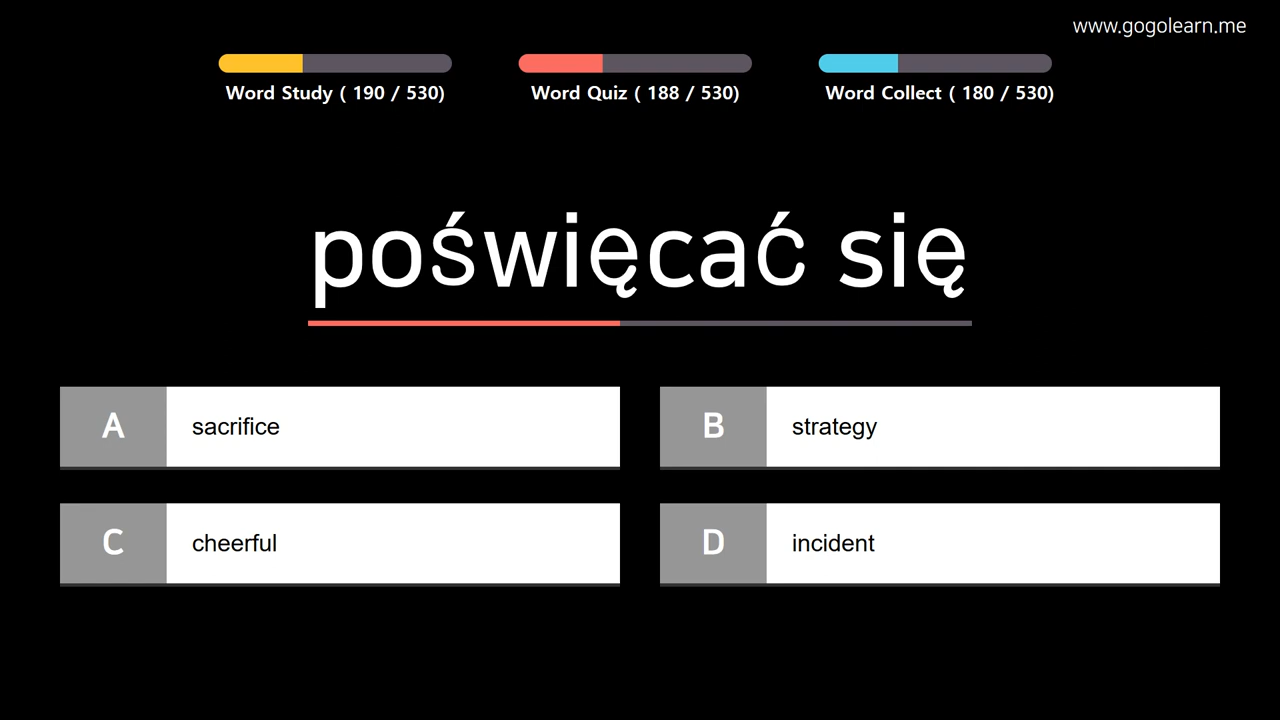 www.gogolearn.me
Word Study ( 190 / 530)
Word Quiz ( 188 / 530)
Word Collect ( 180 / 530)
poświęcać się
A sacrifice
B strategy
C cheerful
D incident